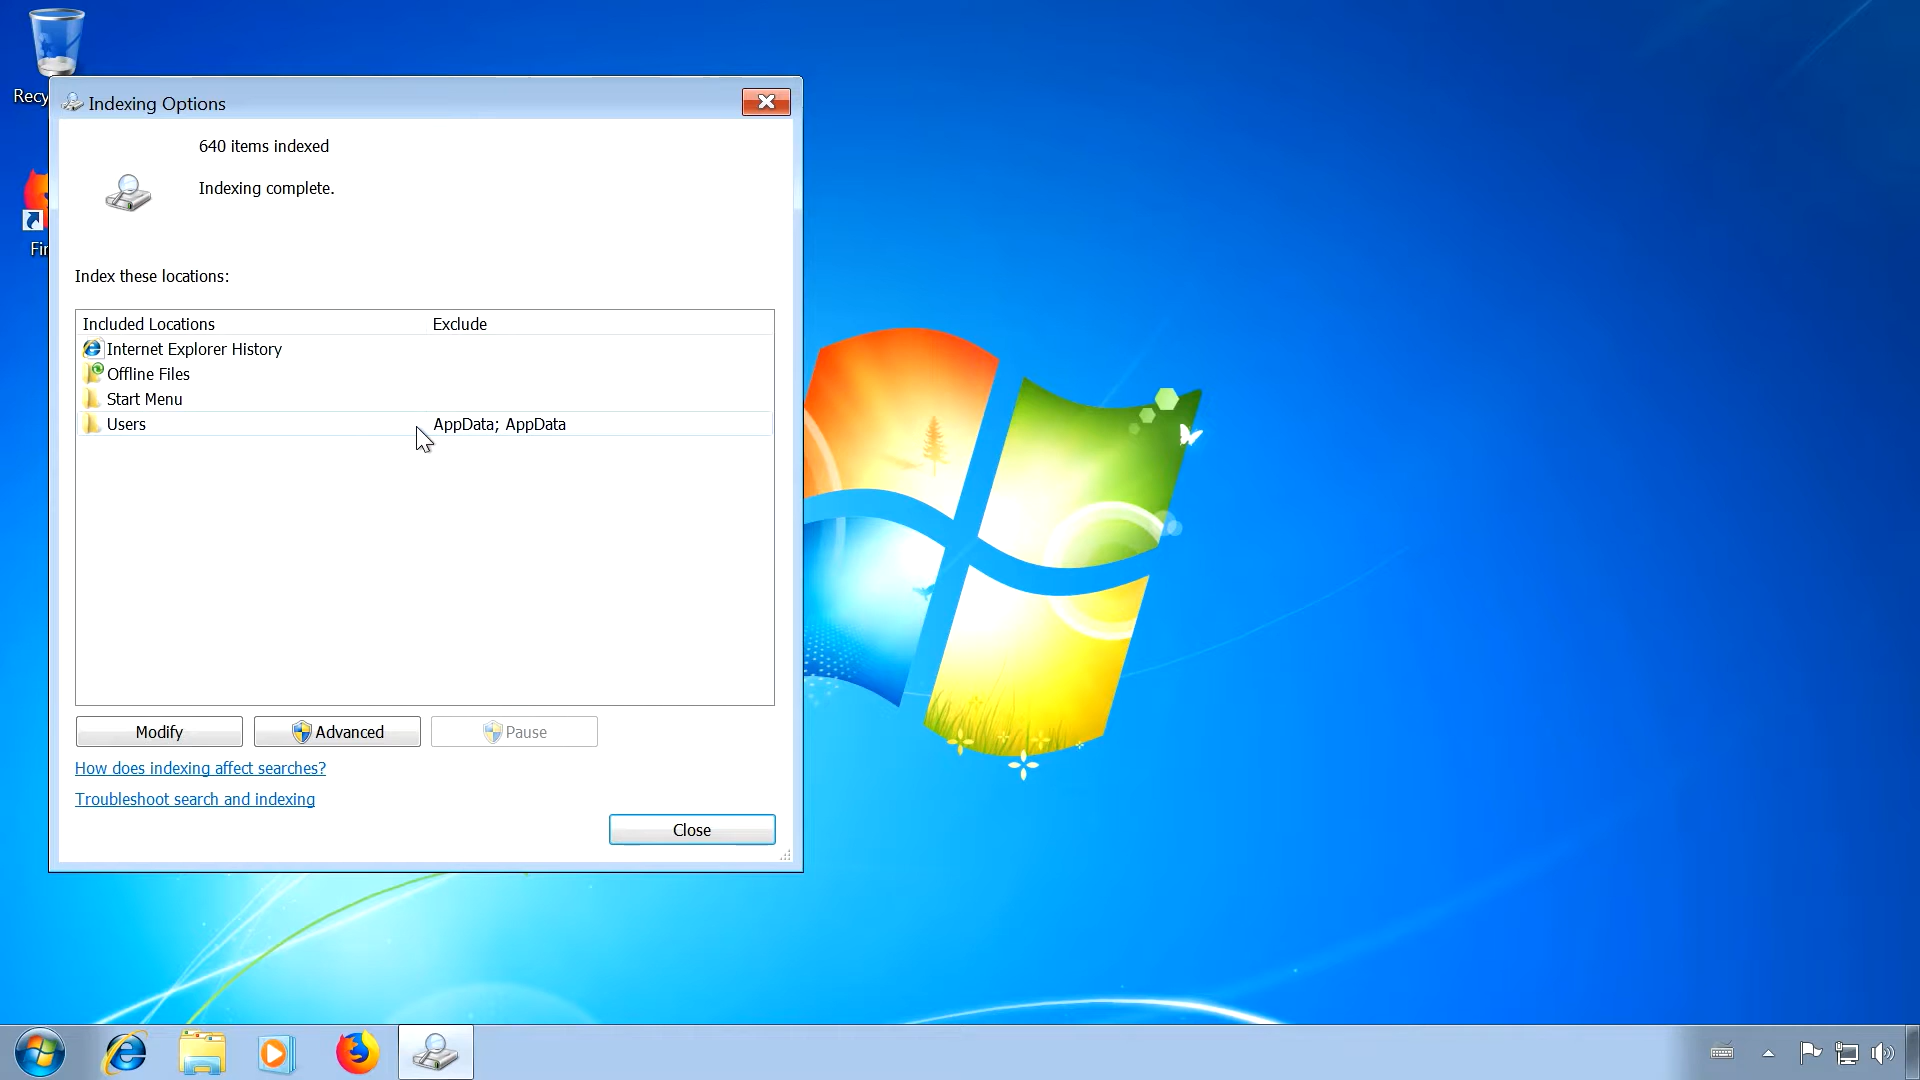 Recy
Fir
Indexing Options
640 items indexed
Indexing complete.
Index these locations:
Included Locations Exclude
Internet Explorer History
Offline Files
Start Menu
Users AppData; AppData
Modify Advanced Pause
How does indexing affect searches?
Troubleshoot search and indexing
Close